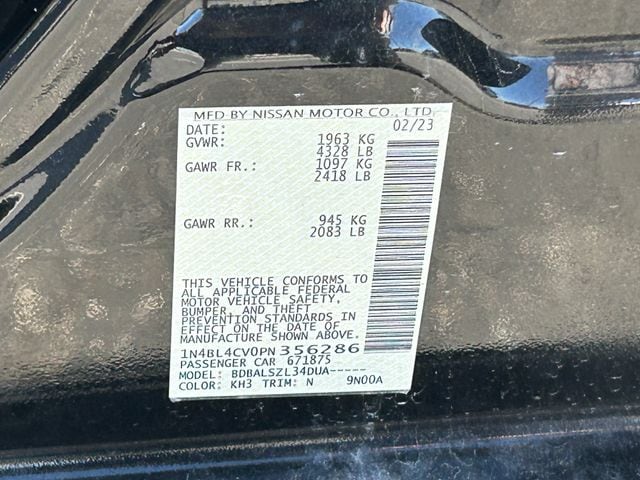 MFD BY NISSAN MOTOR CO., LTD.
DATE: 02/23
GVWR: 1963 KG
4328 LB
GAWR FR.: 1097 KG
2418 LB
GAWR RR.: 945 KG
2083 LB
THIS VEHICLE CONFORMS TO
ALL APPLICABLE FEDERAL
MOTOR VEHICLE SAFETY,
BUMPER, AND THEFT
PREVENTION STANDARDS IN
EFFECT ON THE DATE OF
MANUFACTURE SHOWN ABOVE.
1N4BL4CV0PN 356286
PASSENGER CAR 671875
MODEL: BDBALSZL34DUA-----
COLOR: KH3 TRIM: N 9N00A